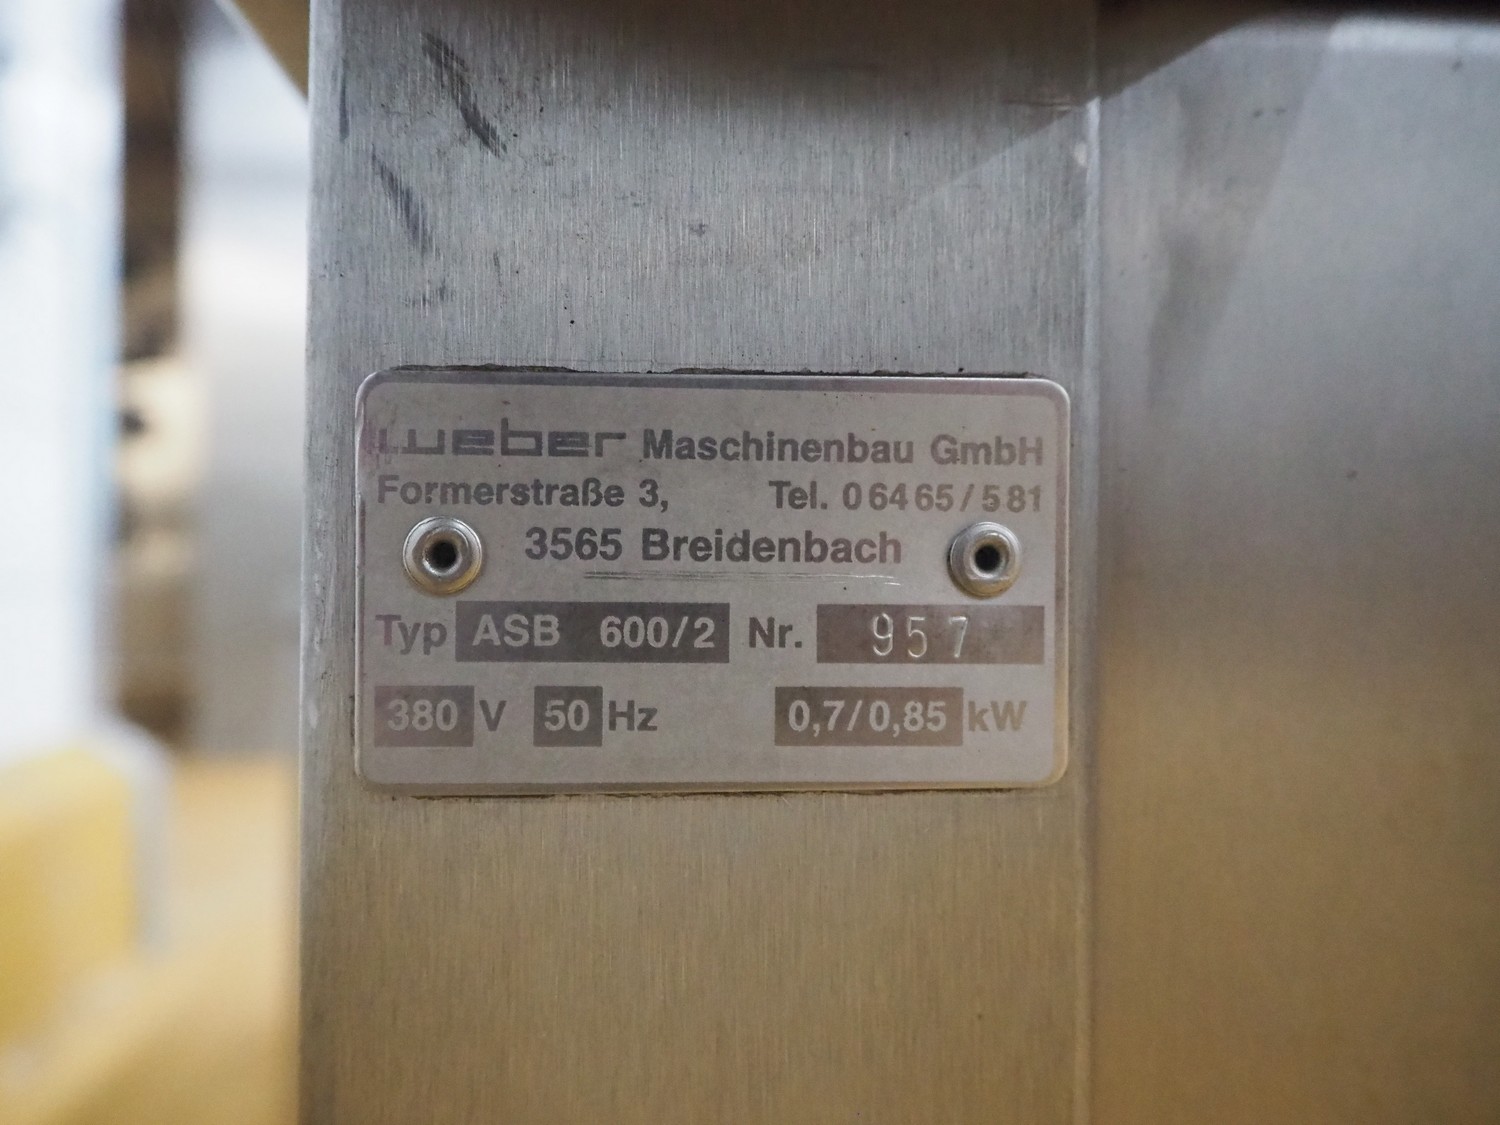 weber Maschinenbau GmbH
Formerstraße 3, Tel. 06465/581
3565 Breidenbach
Typ ASB 600/2 Nr. 957
380 V 50 Hz 0,7/0,85 kW